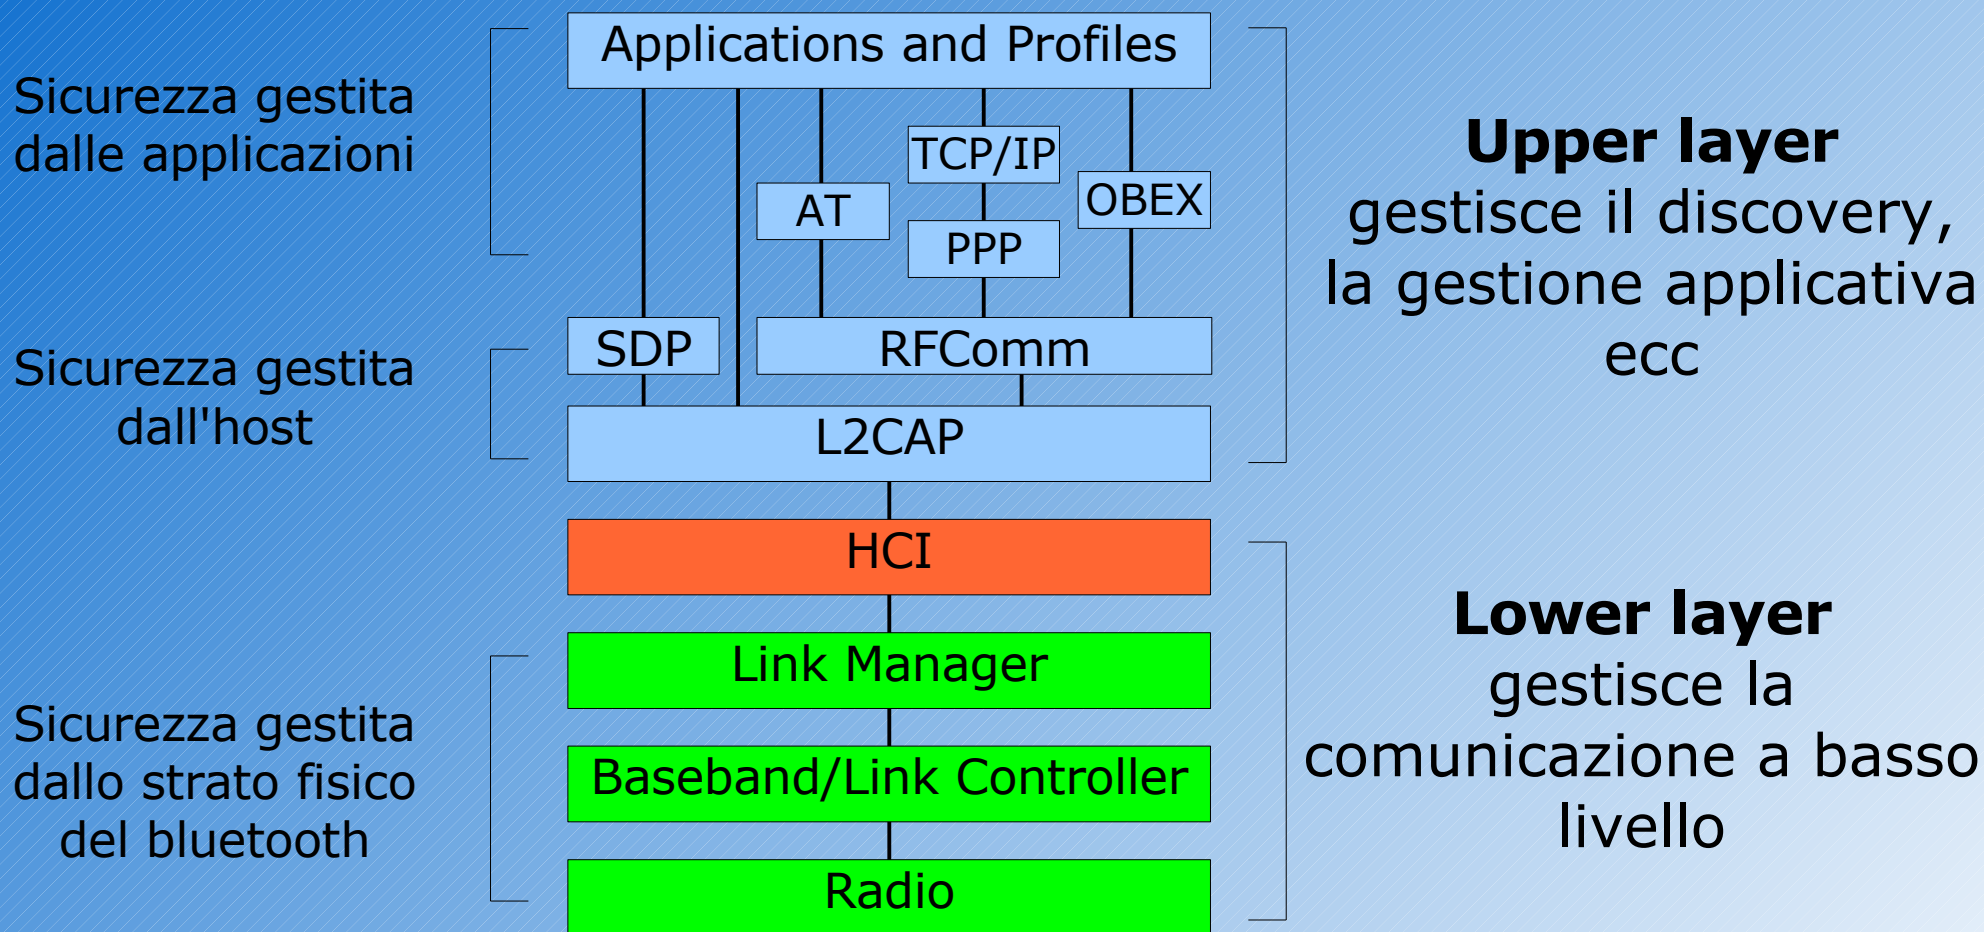 Sicurezza gestita
dalle applicazioni
Sicurezza gestita
dall'host
Sicurezza gestita
dallo strato fisico
del bluetooth
Applications and Profiles
TCP/IP
AT
OBEX
PPP
SDP
RFComm
L2CAP
HCI
Link Manager
Baseband/Link Controller
Radio
Upper layer
gestisce il discovery,
la gestione applicativa
ecc
Lower layer
gestisce la
comunicazione a basso
livello